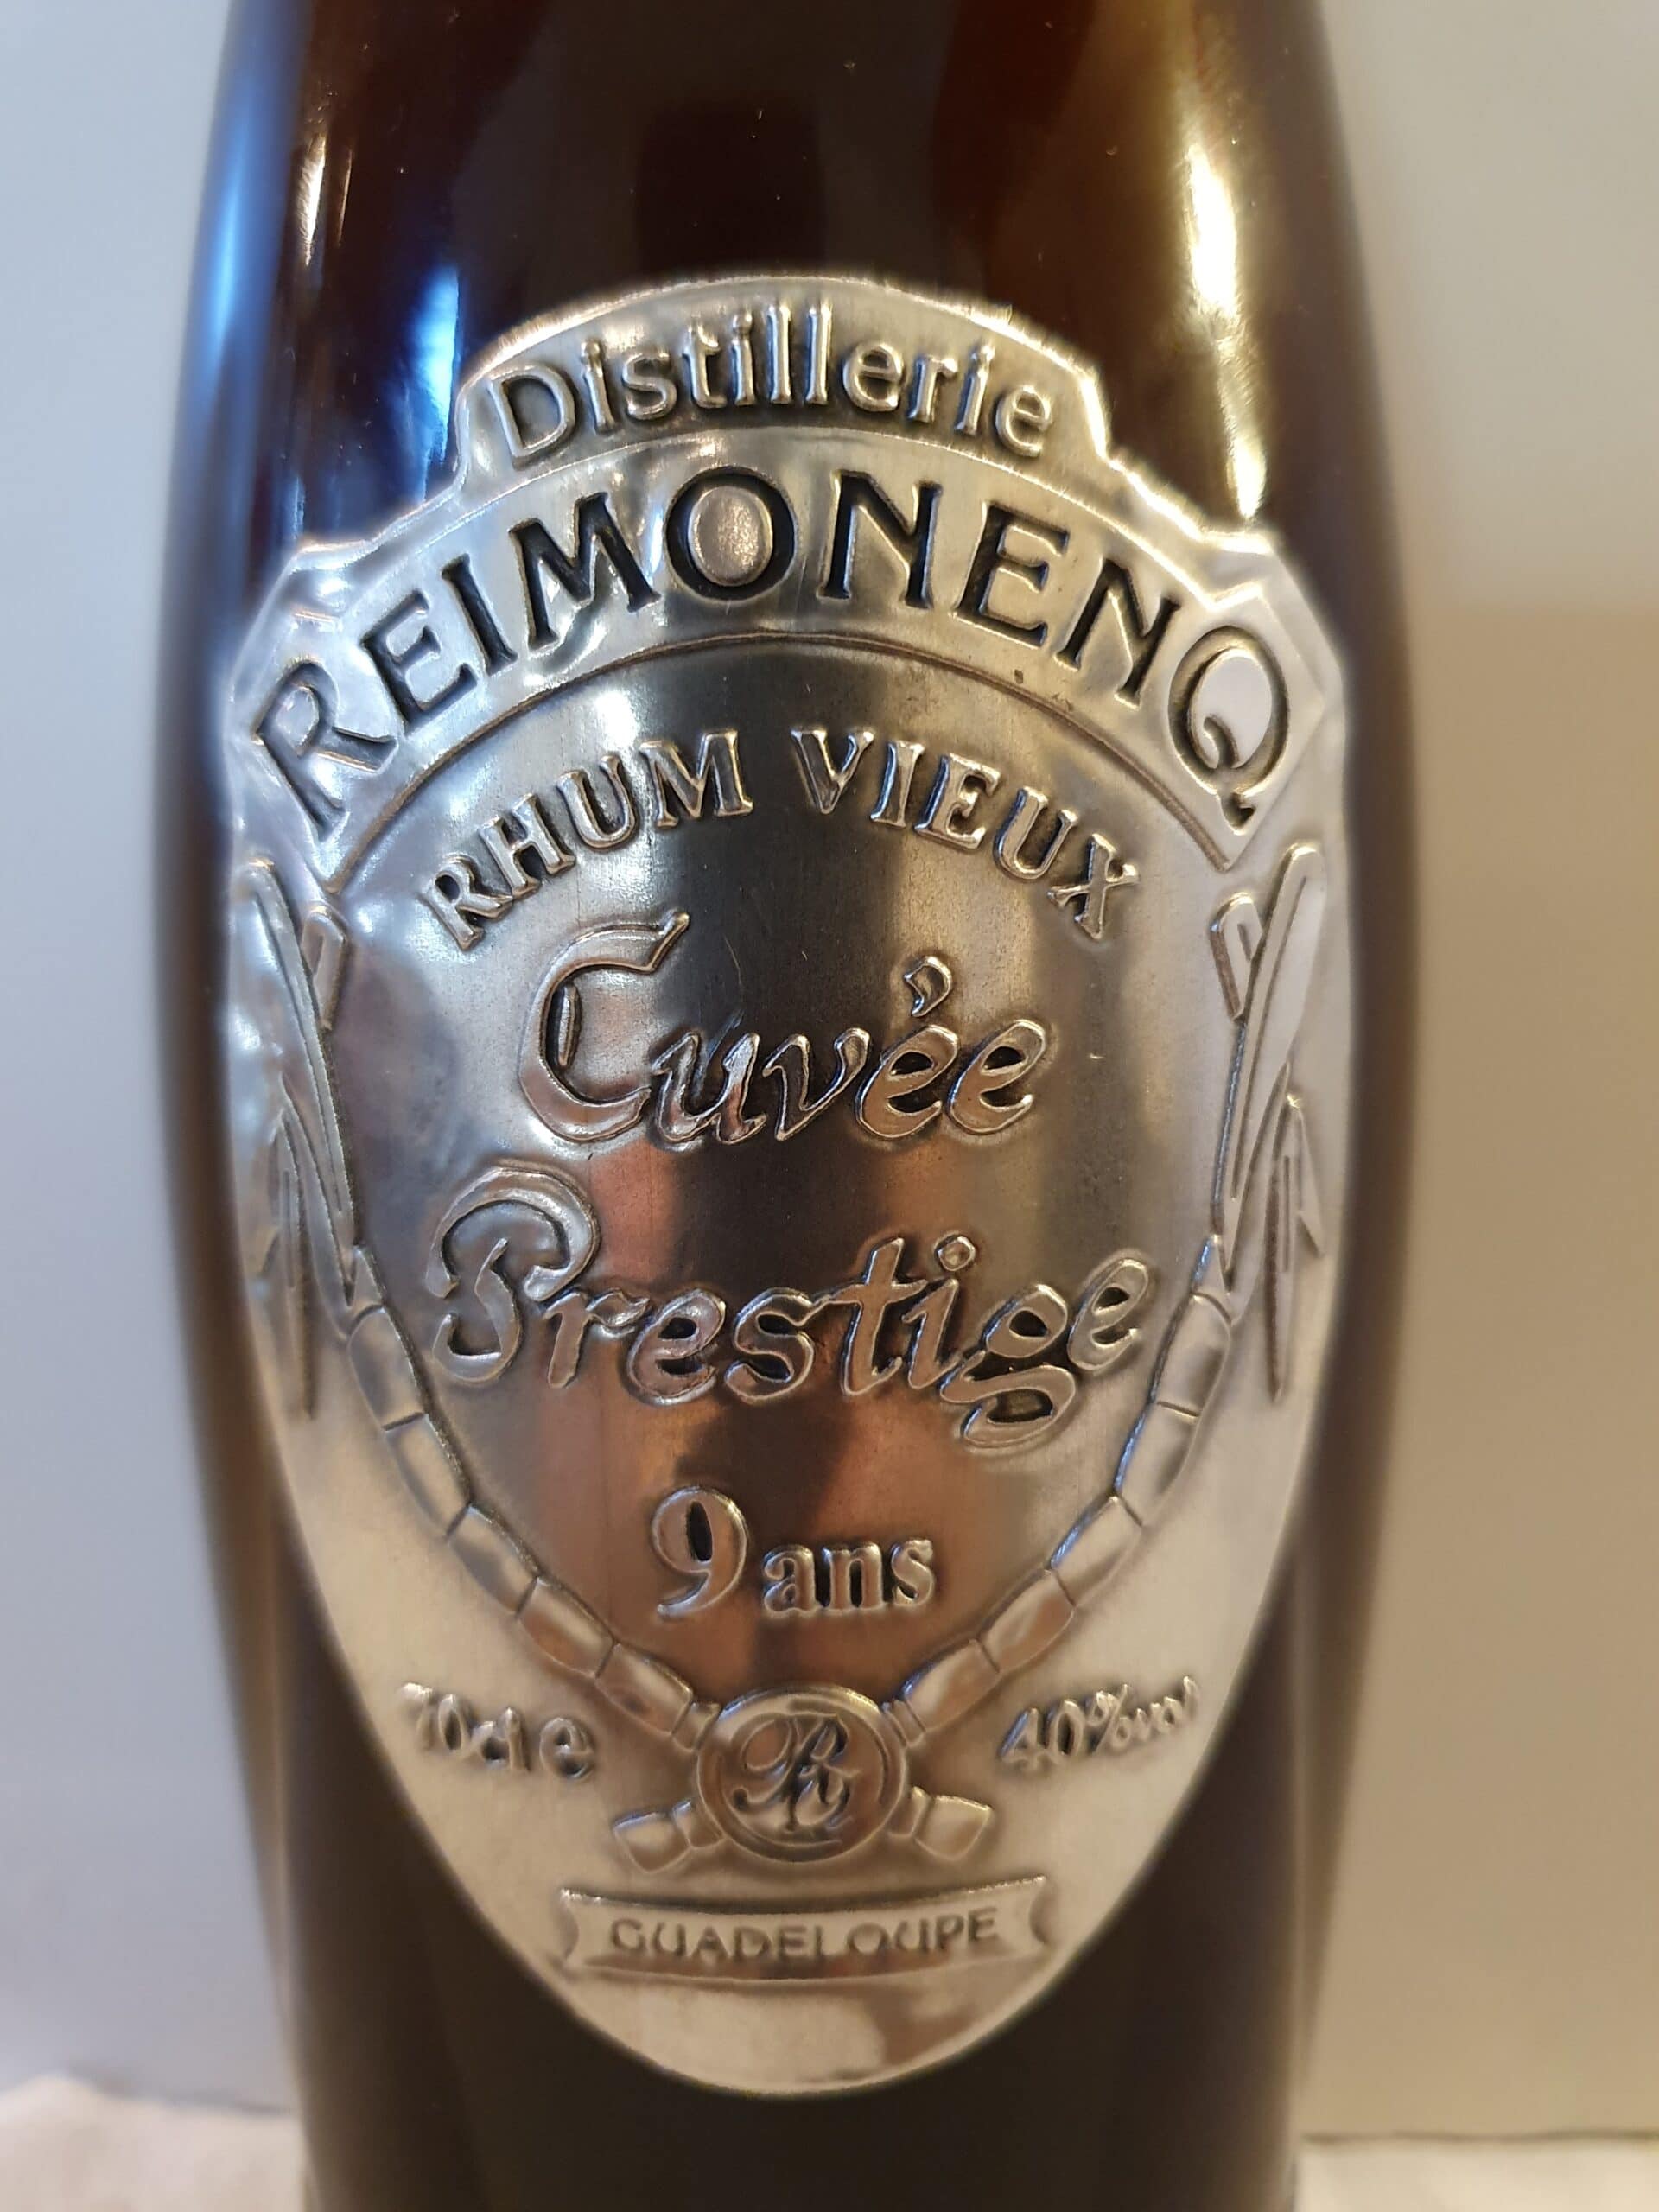 Distillerie
REIMONENQ
RHUM VIEUX
Cuvée
Prestige
9 ans
70cl e 40%vol
GUADELOUPE